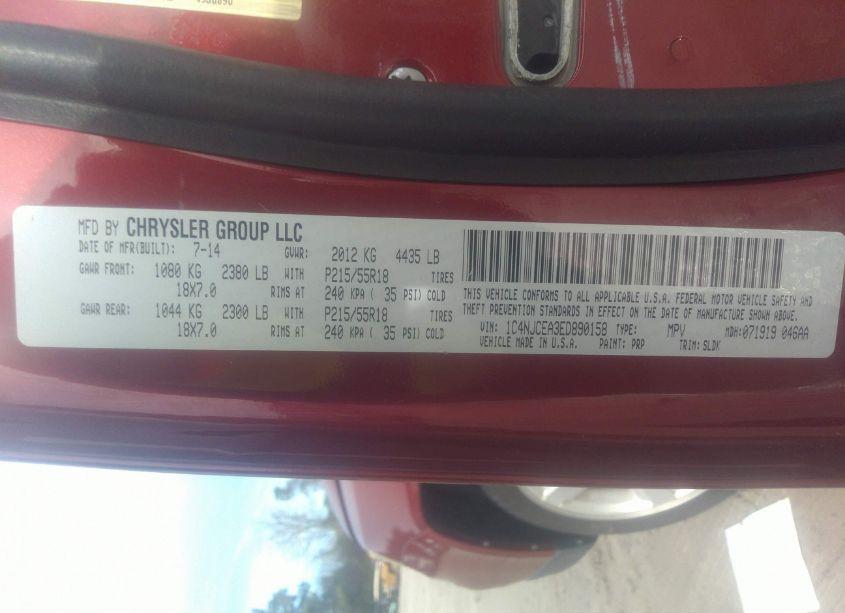 MFD BY CHRYSLER GROUP LLC
DATE OF MFR(BUILT): 7-14 GVWR: 2012 KG 4435 LB
GAWR FRONT: 1080 KG 2380 LB WITH P215/55R18 TIRES
18X7.0 RIMS AT 240 KPA ( 35 PSI) COLD
GAWR REAR: 1044 KG 2300 LB WITH P215/55R18 TIRES
18X7.0 RIMS AT 240 KPA ( 35 PSI) COLD
THIS VEHICLE CONFORMS TO ALL APPLICABLE U.S.A. FEDERAL MOTOR VEHICLE SAFETY AND
THEFT PREVENTION STANDARDS IN EFFECT ON THE DATE OF MANUFACTURE SHOWN ABOVE.
VIN: 1C4NJCEA3ED890158 TYPE: MPV MDH:071919 046AA
VEHICLE MADE IN U.S.A. PAINT: PRP TRIM: SLDK